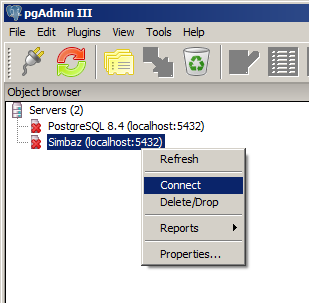 pgAdmin III
File Edit Plugins View Tools Help
Object browser
Servers (2)
PostgreSQL 8.4 (localhost:5432)
Simbaz (localhost:5432)
Refresh
Connect
Delete/Drop
Reports
Properties...